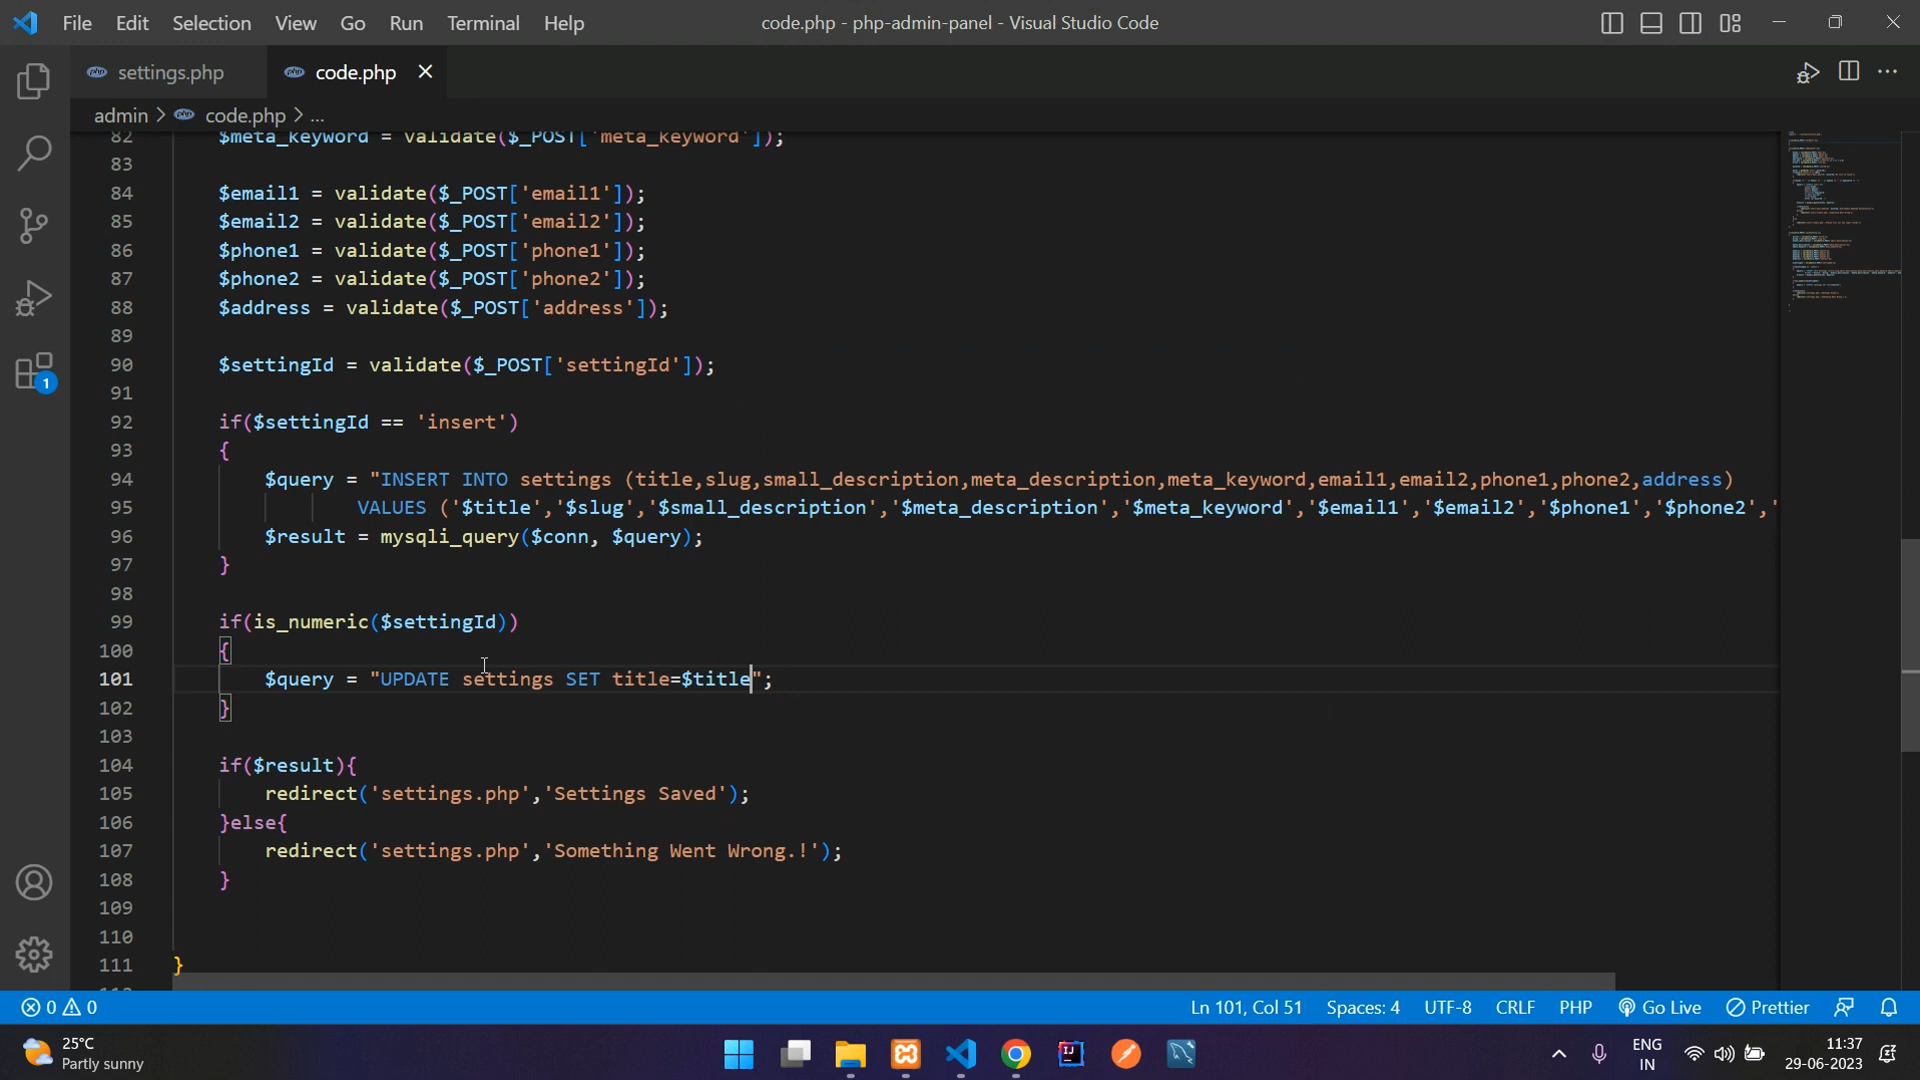 File Edit Selection View Go Run Terminal Help code.php - php-admin-panel - Visual Studio Code
settings.php code.php
admin > code.php > ...
82 $meta_keyword = validate($_POST['meta_keyword']);
83
84 $email1 = validate($_POST['email1']);
85 $email2 = validate($_POST['email2']);
86 $phone1 = validate($_POST['phone1']);
87 $phone2 = validate($_POST['phone2']);
88 $address = validate($_POST['address']);
89
90 $settingId = validate($_POST['settingId']);
91
92 if($settingId == 'insert')
93 {
94 $query = "INSERT INTO settings (title,slug,small_description,meta_description,meta_keyword,email1,email2,phone1,phone2,address)
95 VALUES ('$title','$slug','$small_description','$meta_description','$meta_keyword','$email1','$email2','$phone1','$phone2','
96 $result = mysqli_query($conn, $query);
97 }
98
99 if(is_numeric($settingId))
100 {
101 $query = "UPDATE settings SET title=$title";
102 }
103
104 if($result){
105 redirect('settings.php','Settings Saved');
106 }else{
107 redirect('settings.php','Something Went Wrong.!');
108 }
109
110
111 }
1
0 0 Ln 101, Col 51 Spaces: 4 UTF-8 CRLF PHP Go Live Prettier
25°C
Partly sunny
ENG
IN
11:37
29-06-2023